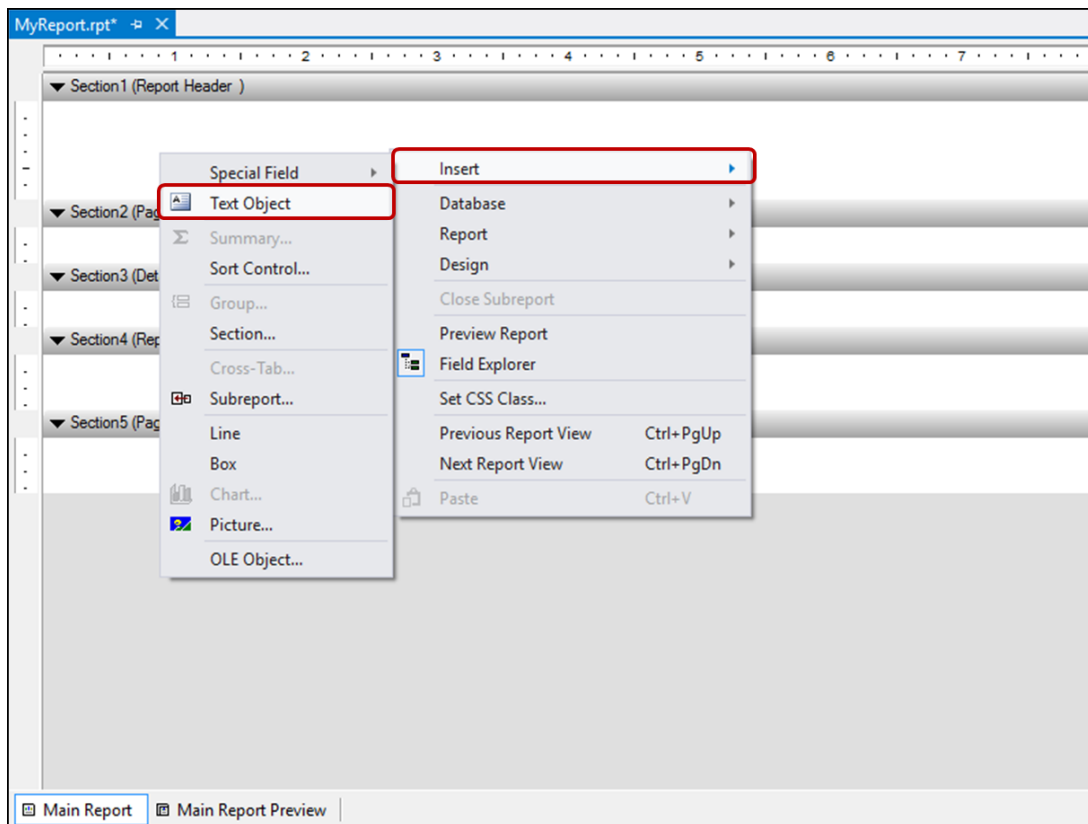 MyReport.rpt*
1 2 3 4 5 6 7
Section1 (Report Header )
Section2 (Pag
Section3 (Det
Section4 (Rep
Section5 (Pag
Special Field
Text Object
Summary...
Sort Control...
Group...
Section...
Cross-Tab...
Subreport...
Line
Box
Chart...
Picture...
OLE Object...
Insert
Database
Report
Design
Close Subreport
Preview Report
Field Explorer
Set CSS Class...
Previous Report View Ctrl+PgUp
Next Report View Ctrl+PgDn
Paste Ctrl+V
Main Report Main Report Preview